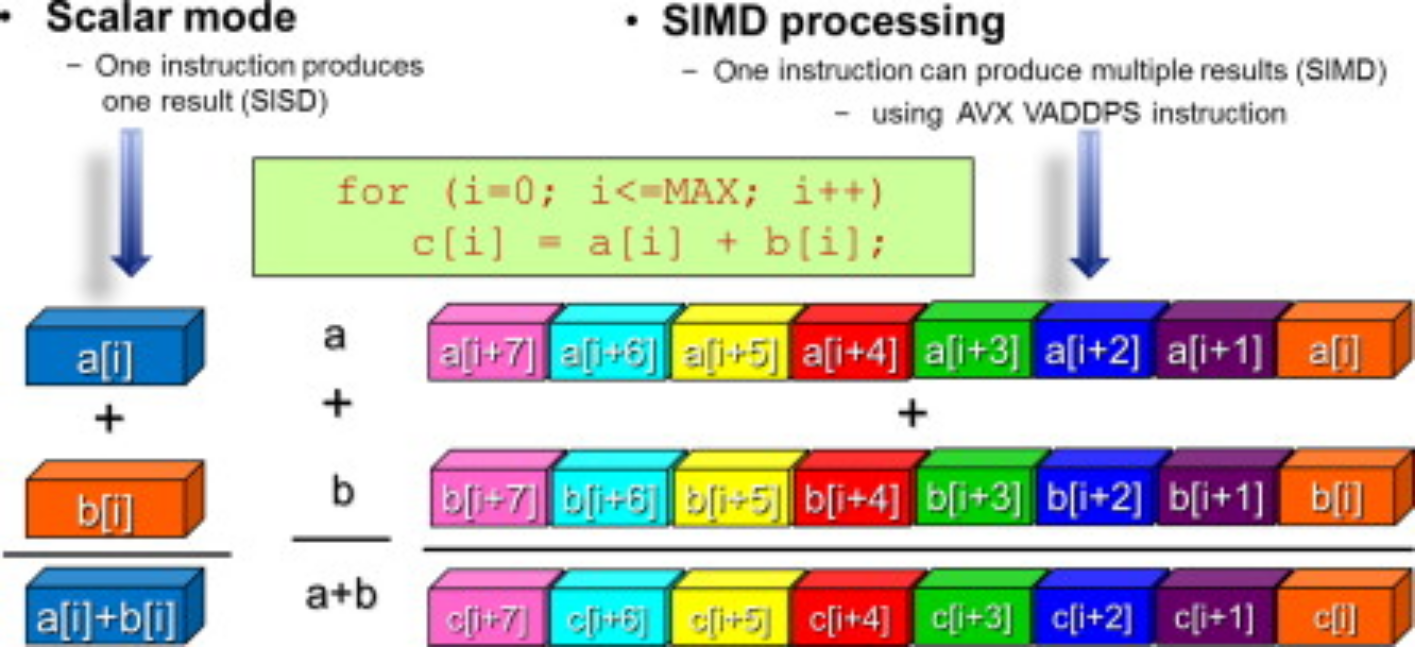 • Scalar mode
– One instruction produces
one result (SISD)
• SIMD processing
– One instruction can produce multiple results (SIMD)
– using AVX VADDPS instruction
for (i=0; i<=MAX; i++)
c[i] = a[i] + b[i];
a[i]
+
b[i]
a[i]+b[i]
a
+
b
a+b
a[i+7] a[i+6] a[i+5] a[i+4] a[i+3] a[i+2] a[i+1] a[i]
+
b[i+7] b[i+6] b[i+5] b[i+4] b[i+3] b[i+2] b[i+1] b[i]
c[i+7] c[i+6] c[i+5] c[i+4] c[i+3] c[i+2] c[i+1] c[i]